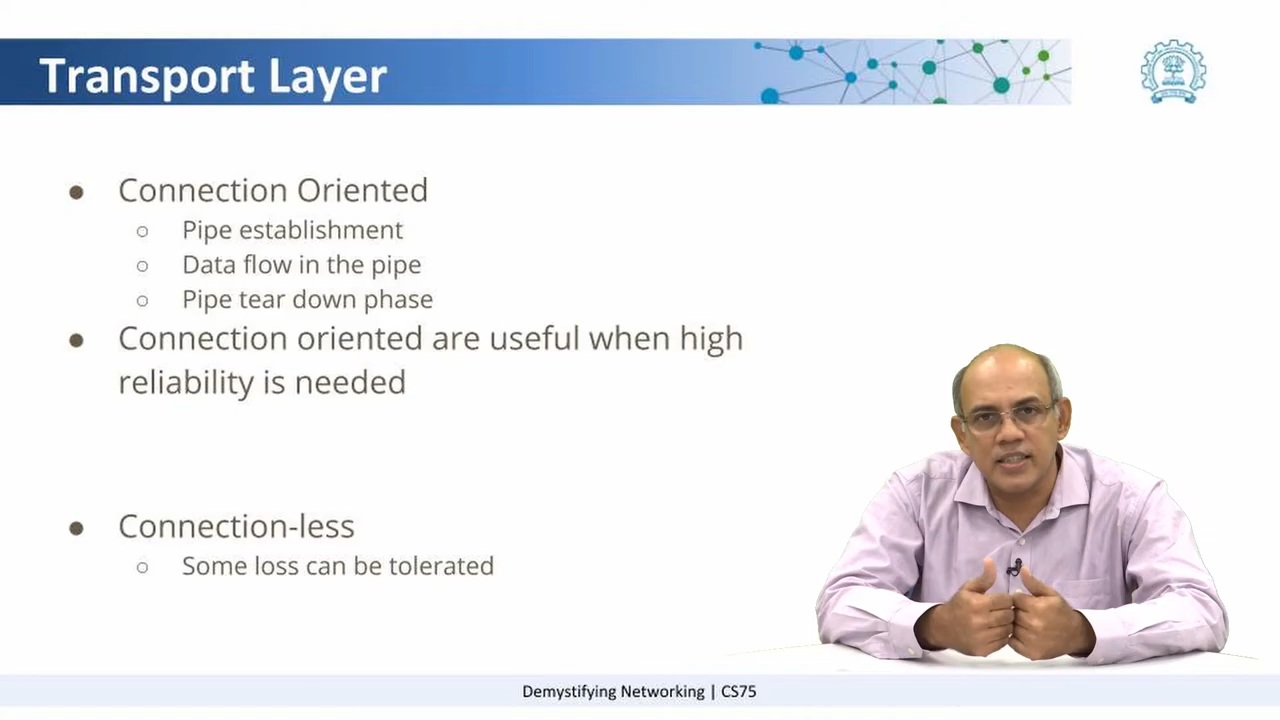 Transport Layer
● Connection Oriented
○ Pipe establishment
○ Data flow in the pipe
○ Pipe tear down phase
● Connection oriented are useful when high
reliability is needed
● Connection-less
○ Some loss can be tolerated
Demystifying Networking | CS75